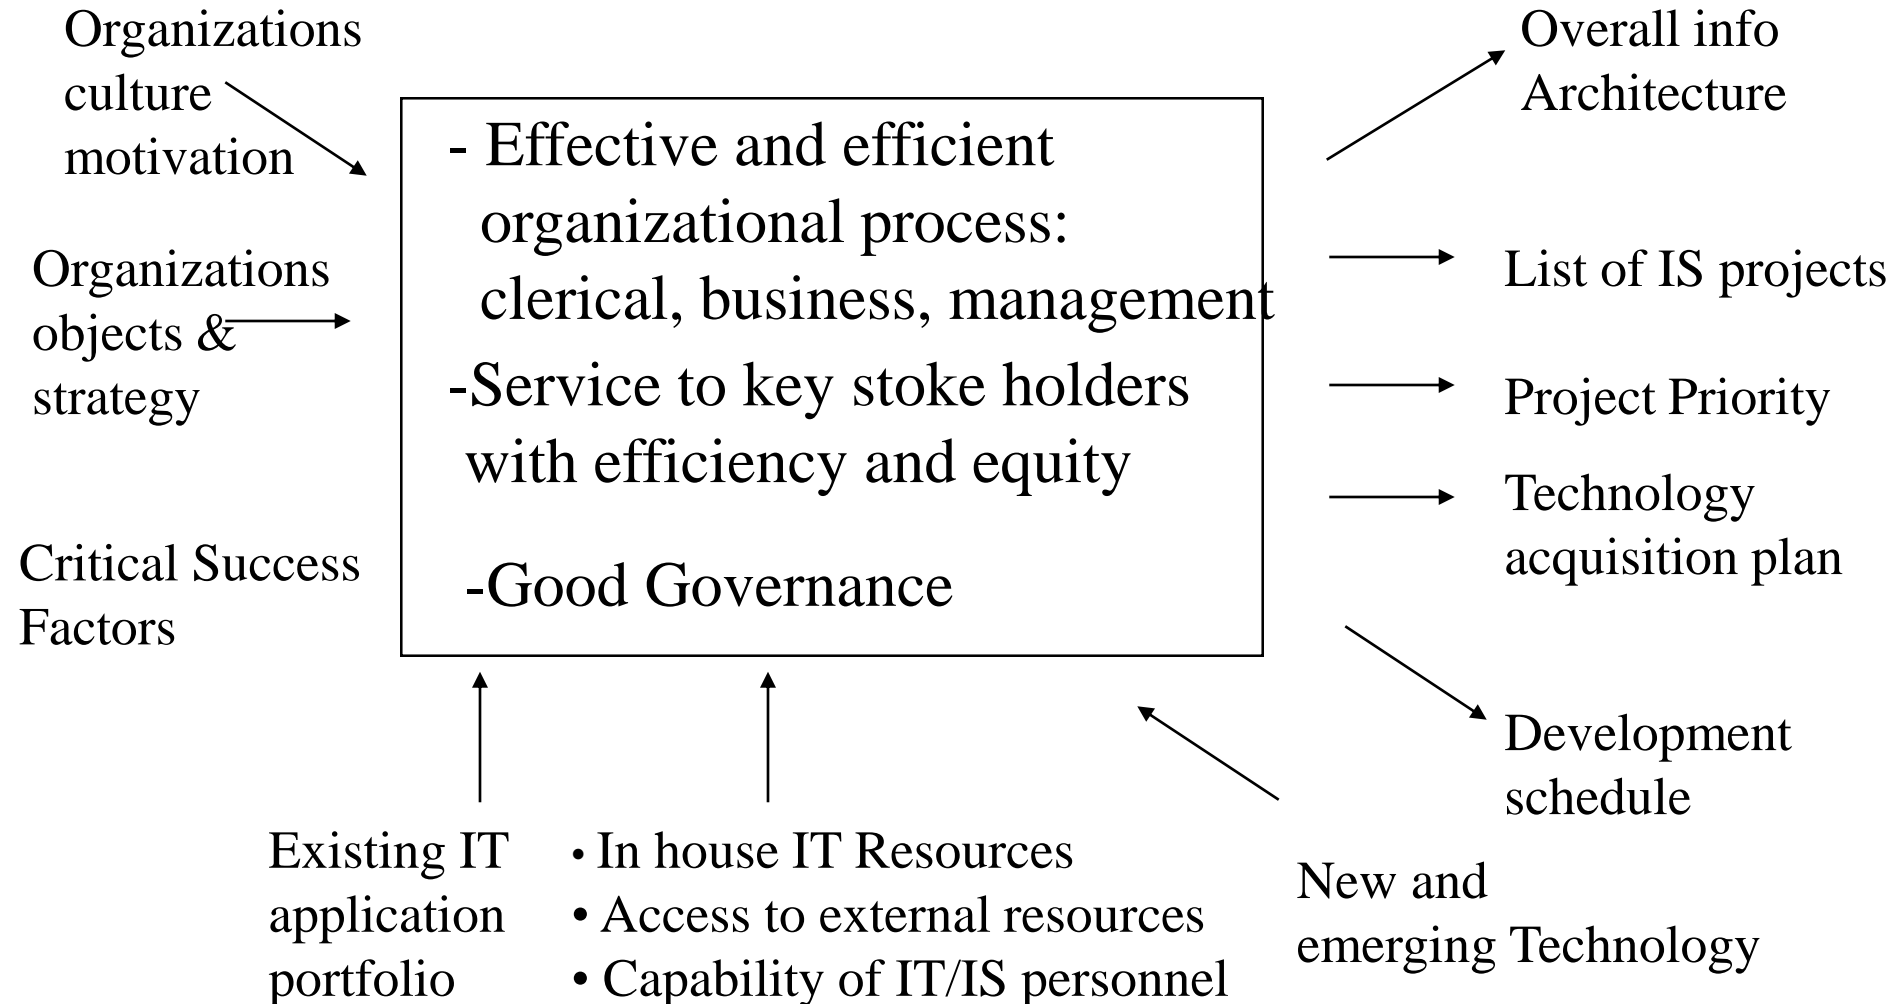 Organizations
culture
motivation
Organizations
objects &
strategy
Critical Success
Factors
- Effective and efficient
organizational process:
clerical, business, management
-Service to key stoke holders
with efficiency and equity
-Good Governance
Overall info
Architecture
List of IS projects
Project Priority
Technology
acquisition plan
Development
schedule
Existing IT
application
portfolio
• In house IT Resources
• Access to external resources
• Capability of IT/IS personnel
New and
emerging Technology